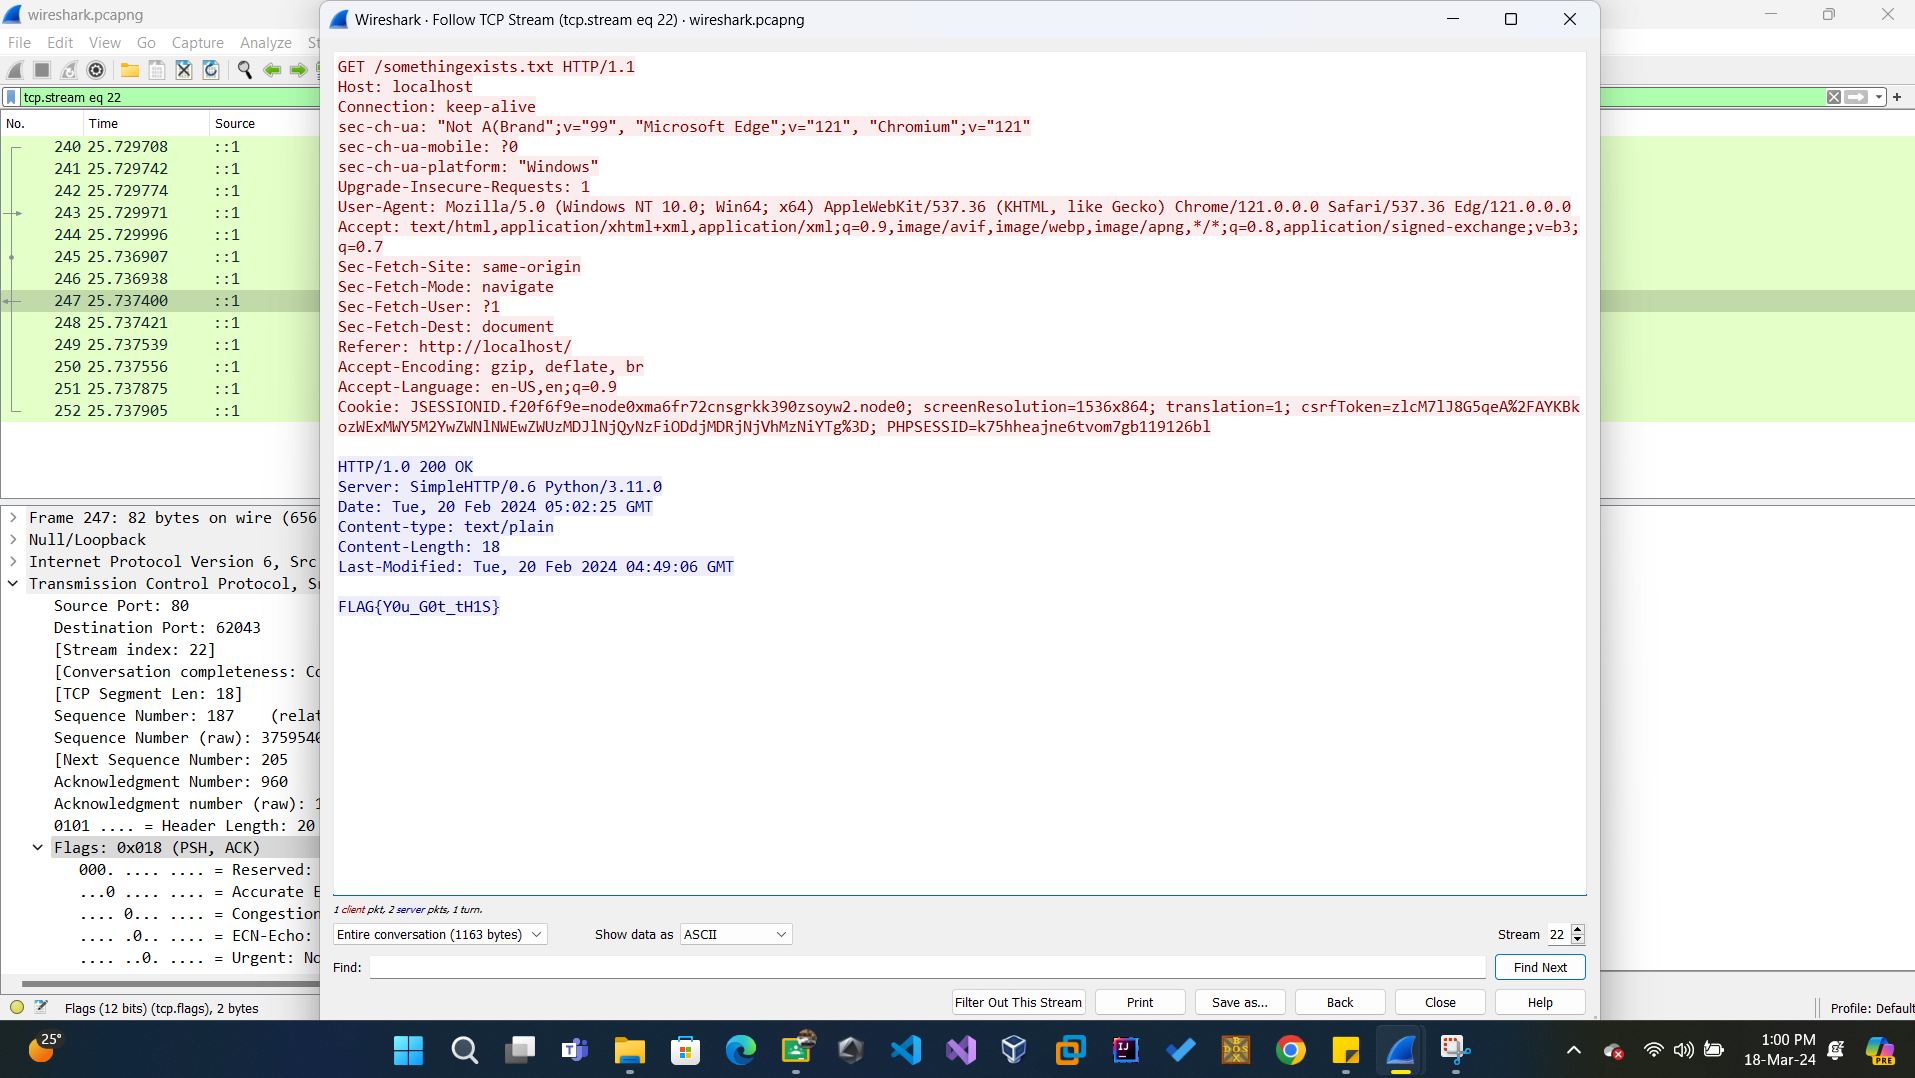 wireshark.pcapng
File Edit View Go Capture Analyze
tcp.stream eq 22
No. Time Source
240 25.729708 ::1
241 25.729742 ::1
242 25.729774 ::1
243 25.729971 ::1
244 25.729996 ::1
245 25.736907 ::1
246 25.736938 ::1
247 25.737400 ::1
248 25.737421 ::1
249 25.737539 ::1
250 25.737556 ::1
251 25.737875 ::1
252 25.737905 ::1
Frame 247: 82 bytes on wire (656
Null/Loopback
Internet Protocol Version 6, Src
Transmission Control Protocol,
Source Port: 80
Destination Port: 62043
[Stream index: 22]
[Conversation completeness:
[TCP Segment Len: 18]
Sequence Number: 187 (relat
Sequence Number (raw): 3759540
[Next Sequence Number: 205
Acknowledgment Number: 960
Acknowledgment number (raw): 1
0101 .... = Header Length: 20
Flags: 0x018 (PSH, ACK)
000. .... .... = Reserved:
...0 .... .... = Accurate E
.... 0... .... = Congestion
.... .0.. .... = ECN-Echo:
.... ..0. .... = Urgent: No
Flags (12 bits) (tcp.flags), 2 bytes
Wireshark · Follow TCP Stream (tcp.stream eq 22) · wireshark.pcapng
GET /somethingexists.txt HTTP/1.1
Host: localhost
Connection: keep-alive
sec-ch-ua: "Not A(Brand";v="99", "Microsoft Edge";v="121", "Chromium";v="121"
sec-ch-ua-mobile: ?0
sec-ch-ua-platform: "Windows"
Upgrade-Insecure-Requests: 1
User-Agent: Mozilla/5.0 (Windows NT 10.0; Win64; x64) AppleWebKit/537.36 (KHTML, like Gecko) Chrome/121.0.0.0 Safari/537.36 Edg/121.0.0.0
Accept: text/html,application/xhtml+xml,application/xml;q=0.9,image/avif,image/webp,image/apng,*/*;q=0.8,application/signed-exchange;v=b3;
q=0.7
Sec-Fetch-Site: same-origin
Sec-Fetch-Mode: navigate
Sec-Fetch-User: ?1
Sec-Fetch-Dest: document
Referer: http://localhost/
Accept-Encoding: gzip, deflate, br
Accept-Language: en-US,en;q=0.9
Cookie: JSESSIONID.f20f6f9e=node0xma6fr72cnsgrkk390zsoyw2.node0; screenResolution=1536x864; translation=1; csrfToken=zlcM7lJ8G5qeA%2FAYKBk
ozWExMWY5M2YwZWNlNWEwZWUzMDJlNjQyNzFiODdjMDRjNjVhMzNiYTg%3D; PHPSESSID=k75hheajne6tvom7gb119126bl
HTTP/1.0 200 OK
Server: SimpleHTTP/0.6 Python/3.11.0
Date: Tue, 20 Feb 2024 05:02:25 GMT
Content-type: text/plain
Content-Length: 18
Last-Modified: Tue, 20 Feb 2024 04:49:06 GMT
FLAG{Y0u_G0t_tH1S}
1 client pkt, 2 server pkts, 1 turn.
Entire conversation (1163 bytes) Show data as ASCII Stream 22
Find: Find Next
Filter Out This Stream Print Save as... Back Close Help
Profile: Default
25°
1:00 PM
18-Mar-24
PRE